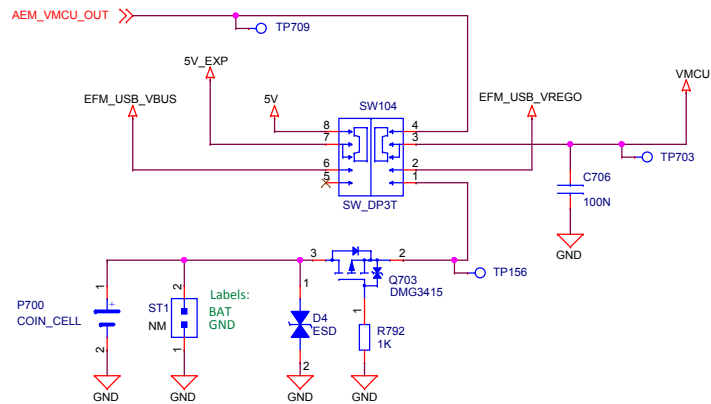 AEM_VMCU_OUT
TP709
5V_EXP
VMCU
EFM_USB_VBUS
5V
SW104
EFM_USB_VREGO
8
4
7
3
TP703
6
2
C706
5
1
100N
SW_DP3T
GND
3
2
TP156
Q703
DMG3415
1
P700
COIN_CELL
2
2
ST1
NM
1
Labels:
BAT
GND
1
D4
ESD
2
1
R792
1K
GND
GND
GND
GND